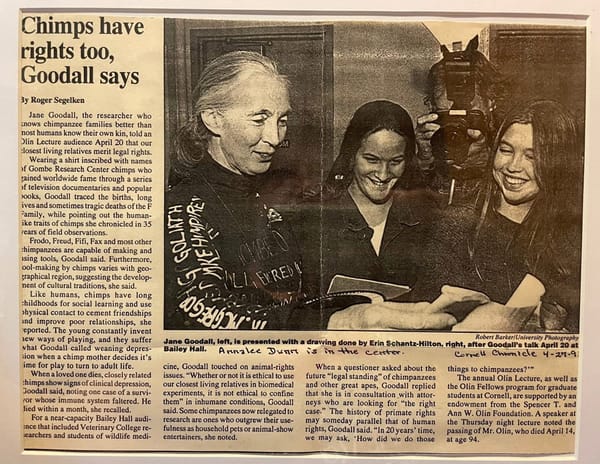 Chimps have
rights too,
Goodall says
By Roger Segelken
Jane Goodall, the researcher who
knows chimpanzee families better than
most humans know their own kin, told an
Olin Lecture audience April 20 that our
closest living relatives merit legal rights.
Wearing a shirt inscribed with names
of Gombe Research Center chimps who
gained worldwide fame through a series
of television documentaries and popular
books, Goodall traced the births, long
lives and sometimes tragic deaths of the F
Family, while pointing out the human-
like traits of chimps she chronicled in 35
years of field observations.
Frodo, Freud, Fifi, Fax and most other
chimpanzees are capable of making and
using tools, Goodall said. Furthermore,
tool-making by chimps varies with geo-
graphical region, suggesting the develop-
ment of cultural traditions, she said.
Like humans, chimps have long
childhoods for social learning and use
physical contact to cement friendships
and improve poor relationships, she
reported. The young constantly invent
new ways of playing, and they suffer
what Goodall called weaning depres-
sion when a chimp mother decides it's
time for play to turn to adult life.
When a loved one dies, closely related
chimps show signs of clinical depression,
Goodall said, noting one case of a survi-
vor whose immune system faltered. He
died within a month, she recalled.
For a near-capacity Bailey Hall audi-
ence that included Veterinary College re-
searchers and students of wildlife medi-
GOLIATH
McGREGOR
Robert Barker/University Photography
Jane Goodall, left, is presented with a drawing done by Erin Schantz-Hilton, right, after Goodall's talk April 20 at
Bailey Hall.
Annalee Dunn is in the center.
Cornell Chronicle 4-27-9
cine, Goodall touched on animal-rights
issues. "Whether or not it is ethical to use
our closest living relatives in biomedical
experiments, it is not ethical to confine
them" in inhumane conditions, Goodall
said. Some chimpanzees now relegated to
research are ones who outgrew their use-
fulness as household pets or animal-show
entertainers, she noted.
When a questioner asked about the
future "legal standing" of chimpanzees
and other great apes, Goodall replied
that she is in consultation with attor-
neys who are looking for "the right
case." The history of primate rights
may someday parallel that of human
rights, Goodall said. "In 20 years' time,
we may ask, 'How did we do those
things to chimpanzees?'"
The annual Olin Lecture, as well as
the Olin Fellows program for graduate
students at Cornell, are supported by an
endowment from the Spencer T. and
Ann W. Olin Foundation. A speaker at
the Thursday night lecture noted the
passing of Mr. Olin, who died April 14,
at age 94.